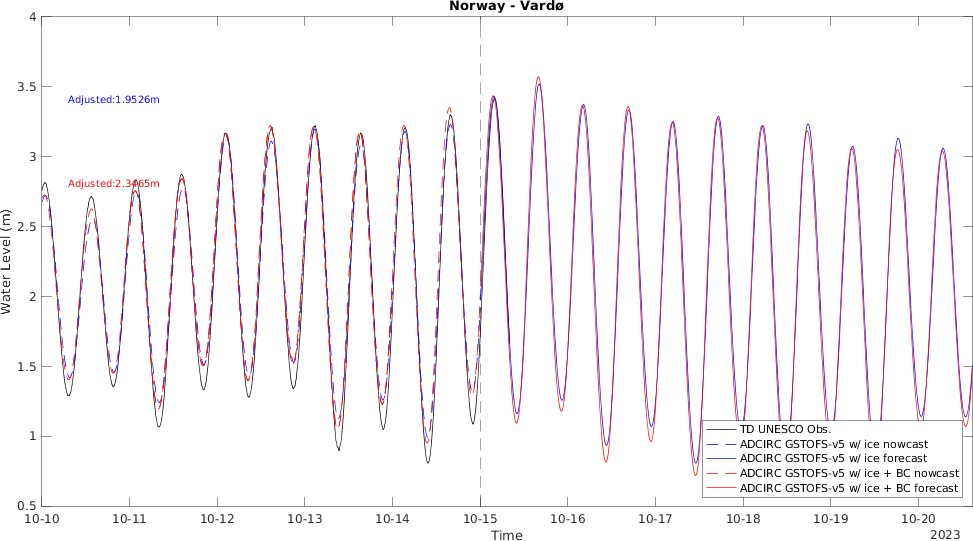 Norway - Vardø
4
3.5
3
2.5
2
1.5
1
0.5
Water Level (m)
Adjusted:1.9526m
Adjusted:2.3465m
TD UNESCO Obs.
ADCIRC GSTOFS-v5 w/ ice nowcast
ADCIRC GSTOFS-v5 w/ ice forecast
ADCIRC GSTOFS-v5 w/ ice + BC nowcast
ADCIRC GSTOFS-v5 w/ ice + BC forecast
10-10 10-11 10-12 10-13 10-14 10-15 10-16 10-17 10-18 10-19 10-20
Time
2023